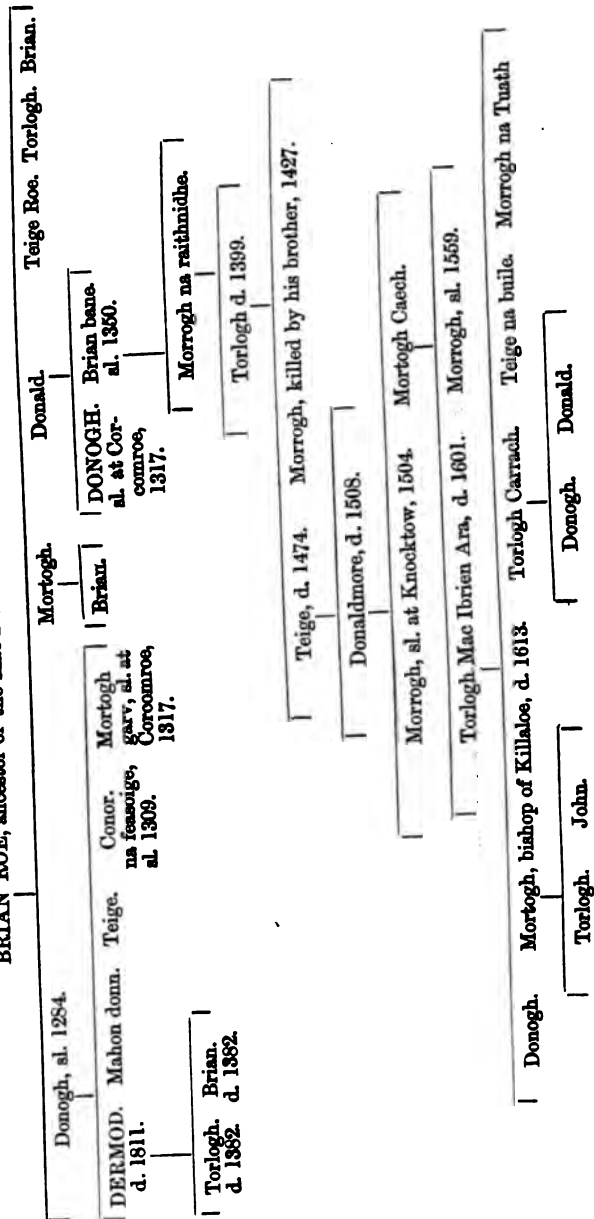 BRIAN ROE, ancestor of the
Donogh, sl. 1284. Mortogh. Donald. Teige Roe. Torlogh. Brian.
DERMOD. Mahon donn. Teige. Conor. Mortogh
d. 1311. na feasoige, garv, sl. at
sl. 1309. Coroomroe,
1317.
Brian.
DONOGH. Brian bane.
sl. at Cor- sl. 1350.
comroe,
1317.
Torlogh. Brian.
d. 1382. d. 1382.
Morrogh na raithnidhe.
Torlogh d. 1399.
Teige, d. 1474. Morrogh, killed by his brother, 1427.
Donaldmore, d. 1508.
Morrogh, sl. at Knocktow, 1504. Mortogh Caech.
Torlogh Mac Ibrien Ara, d. 1601. Morrogh, sl. 1559.
Donogh. Mortogh, bishop of Killaloe, d. 1613. Torlogh Carrach. Teige na buile. Morrogh na Tuath
Torlogh. John. Donogh. Donald.